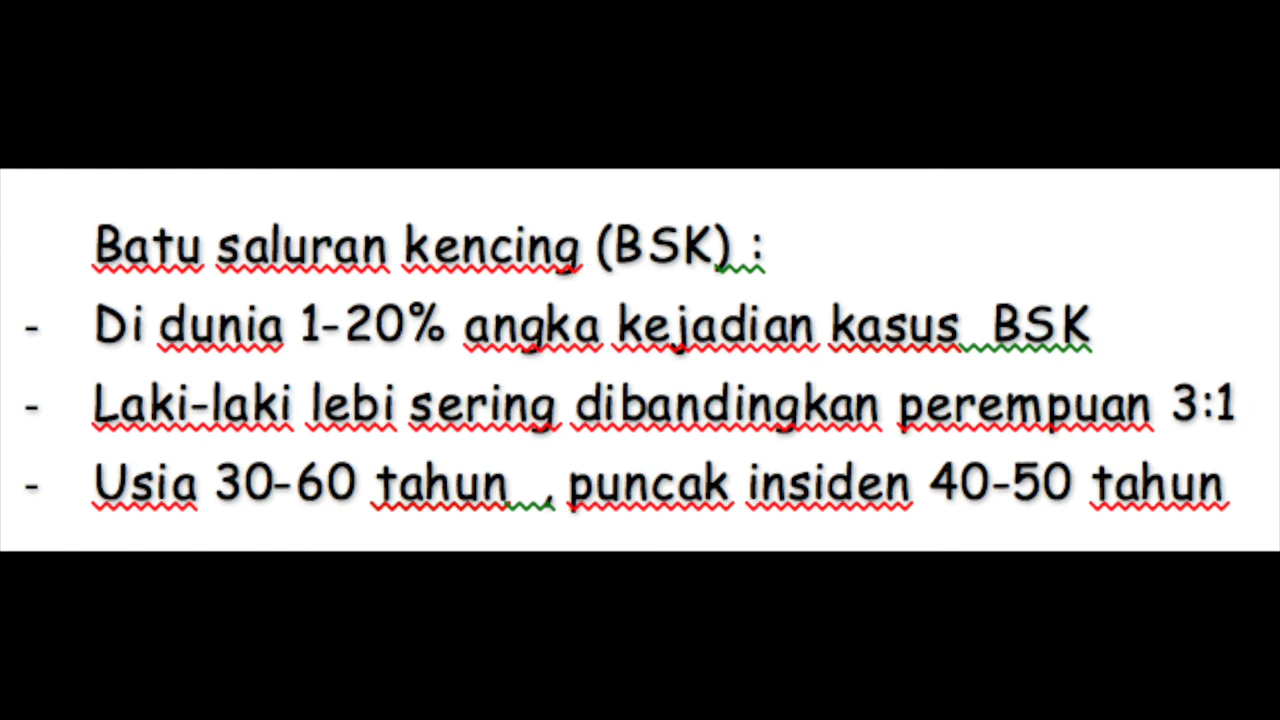 Batu saluran kencing (BSK) :
- Di dunia 1-20% angka kejadian kasus BSK
- Laki-laki lebi sering dibandingkan perempuan 3:1
- Usia 30-60 tahun , puncak insiden 40-50 tahun